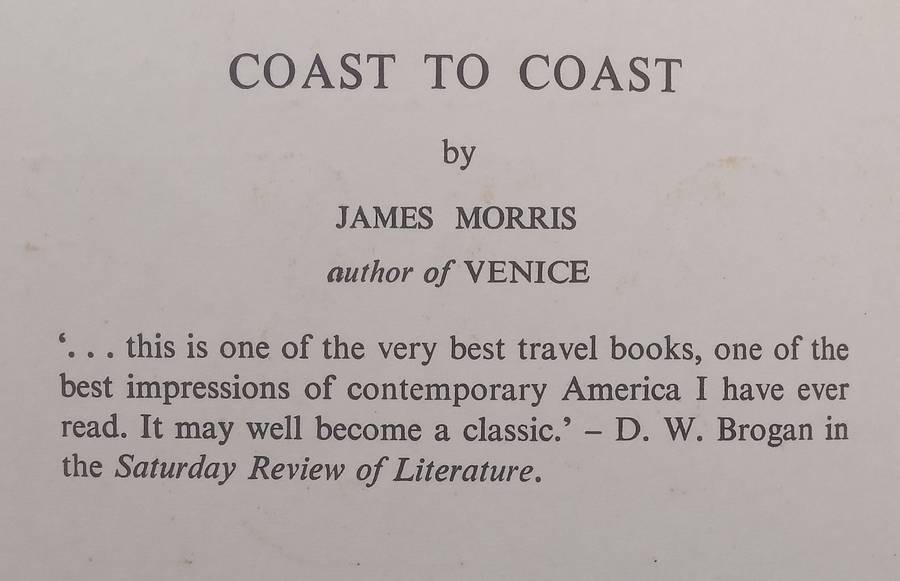 COAST TO COAST
by
JAMES MORRIS
author of VENICE
‘. . . this is one of the very best travel books, one of the
best impressions of contemporary America I have ever
read. It may well become a classic.’ – D. W. Brogan in
the Saturday Review of Literature.